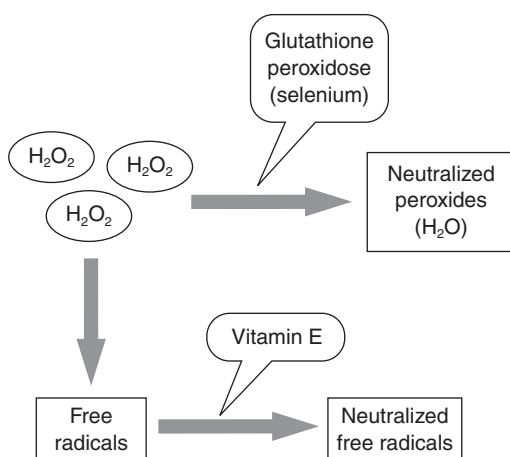 Glutathione
peroxidose
(selenium)
H₂O₂
H₂O₂
H₂O₂
Neutralized
peroxides
(H₂O)
Vitamin E
Free
radicals
Neutralized
free radicals